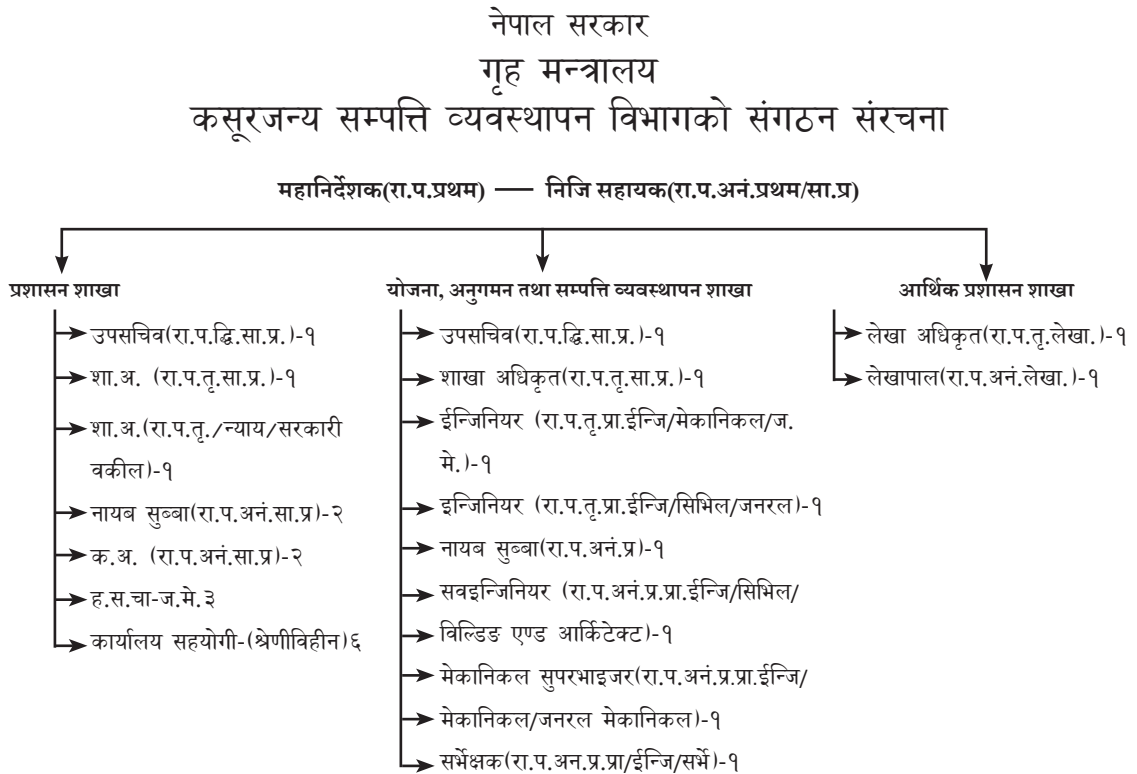 नेपाल सरकार
गृह मन्त्रालय
कसूरजन्य सम्पत्ति व्यवस्थापन विभागको संगठन संरचना
महानिर्देशक(रा.प.प्रथम) — निजि सहायक(रा.प.अनं.प्रथम/सा.प्र)
प्रशासन शाखा
उपसचिव(रा.प.द्धि.सा.प्र.)-१
शा.अ. (रा.प.तृ.सा.प्र.)-१
शा.अ.(रा.प.तृ./न्याय/सरकारी
वकील)-१
नायब सुब्बा(रा.प.अनं.सा.प्र)-२
क.अ. (रा.प.अनं.सा.प्र)-२
ह.स.चा-ज.मे.३
कार्यालय सहयोगी-(श्रेणीविहीन)६
योजना, अनुगमन तथा सम्पत्ति व्यवस्थापन शाखा
उपसचिव(रा.प.द्धि.सा.प्र.)-१
शाखा अधिकृत(रा.प.तृ.सा.प्र.)-१
ईन्जिनियर (रा.प.तृ.प्रा.ईन्जि/मेकानिकल/ज.
मे.)-१
इन्जिनियर (रा.प.तृ.प्रा.ईन्जि/सिभिल/जनरल)-१
नायब सुब्बा(रा.प.अनं.प्र)-१
सवइन्जिनियर (रा.प.अनं.प्र.प्रा.ईन्जि/सिभिल/
विल्डिङ एण्ड आर्किटेक्ट)-१
मेकानिकल सुपरभाइजर(रा.प.अनं.प्र.प्रा.ईन्जि/
मेकानिकल/जनरल मेकानिकल)-१
सर्भेक्षक(रा.प.अन.प्र.प्रा/ईन्जि/सर्भे)-१
आर्थिक प्रशासन शाखा
लेखा अधिकृत(रा.प.तृ.लेखा.)-१
लेखापाल(रा.प.अनं.लेखा.)-१